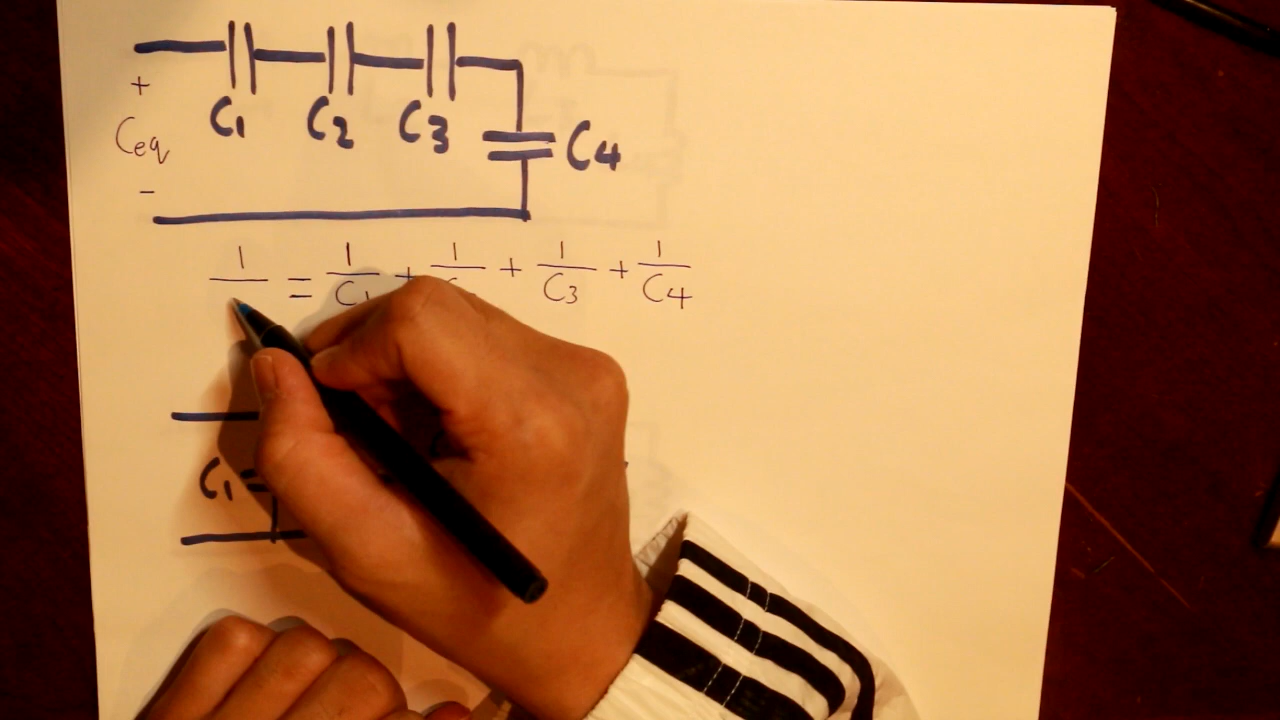 +
C1 C2 C3
Ceq C4
-
1/ = 1/C1 + 1/ + 1/C3 + 1/C4
C1